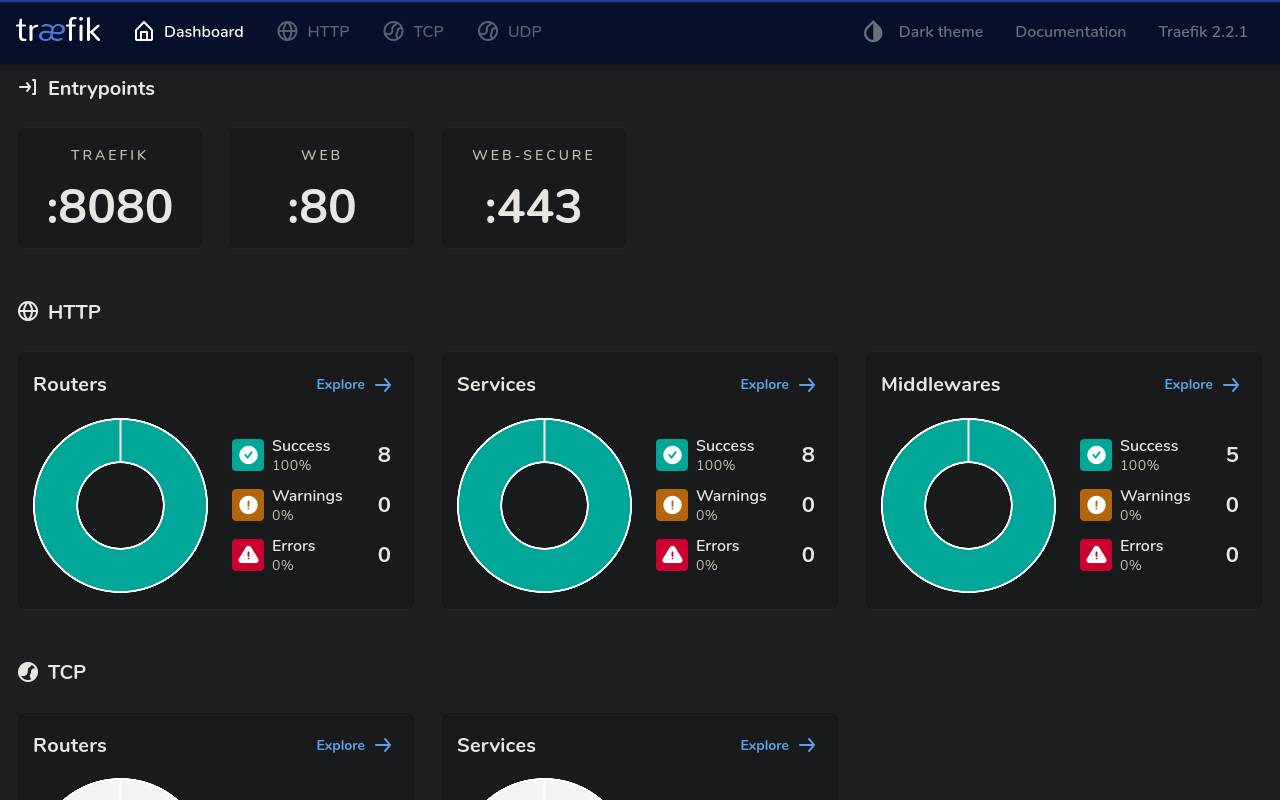 træfik Dashboard HTTP TCP UDP Dark theme Documentation Traefik 2.2.1
Entrypoints
TRAEFIK
:8080
WEB
:80
WEB-SECURE
:443
HTTP
Routers Explore
Success 8
100%
Warnings 0
0%
Errors 0
0%
Services Explore
Success 8
100%
Warnings 0
0%
Errors 0
0%
Middlewares Explore
Success 5
100%
Warnings 0
0%
Errors 0
0%
TCP
Routers Explore
Services Explore